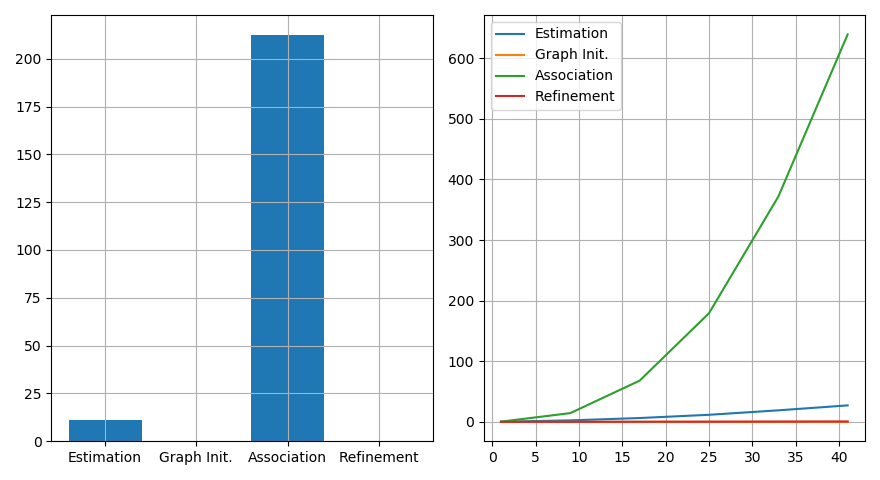 200
175
150
125
100
75
50
25
0
Estimation Graph Init. Association Refinement
Estimation
Graph Init.
Association
Refinement
600
500
400
300
200
100
0
0 5 10 15 20 25 30 35 40